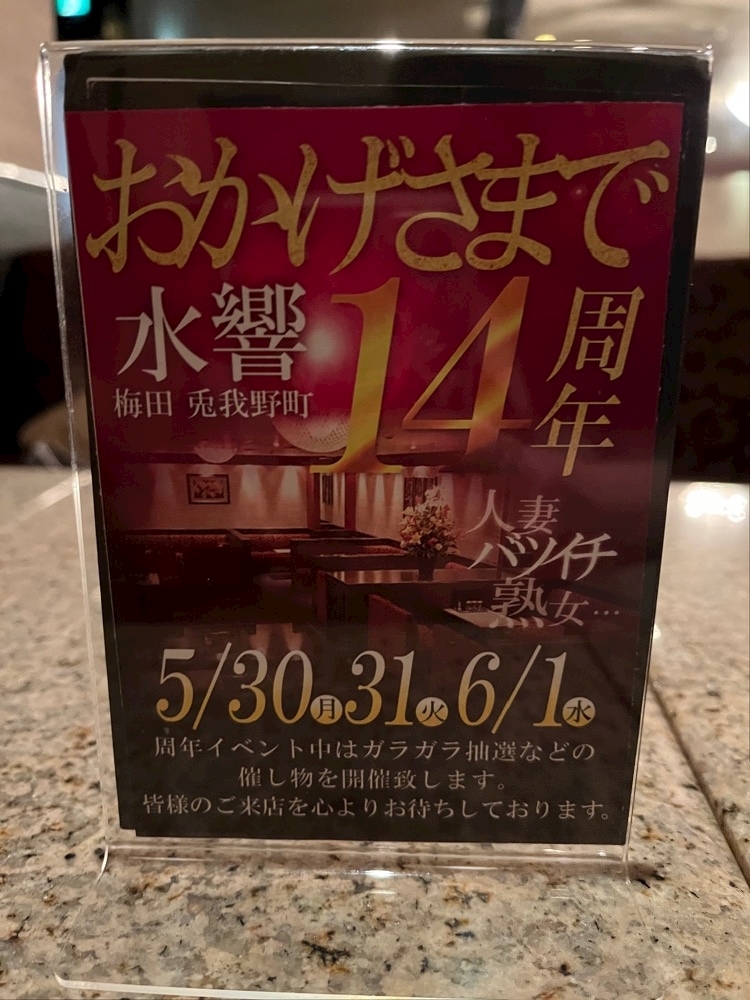 おかげさまで
水響
14周年
梅田 兎我野町
人妻
バツイチ
熟女…
5/30月31火6/1水
周年イベント中はガラガラ抽選などの
催し物を開催致します。
皆様のご来店を心よりお待ちしております。